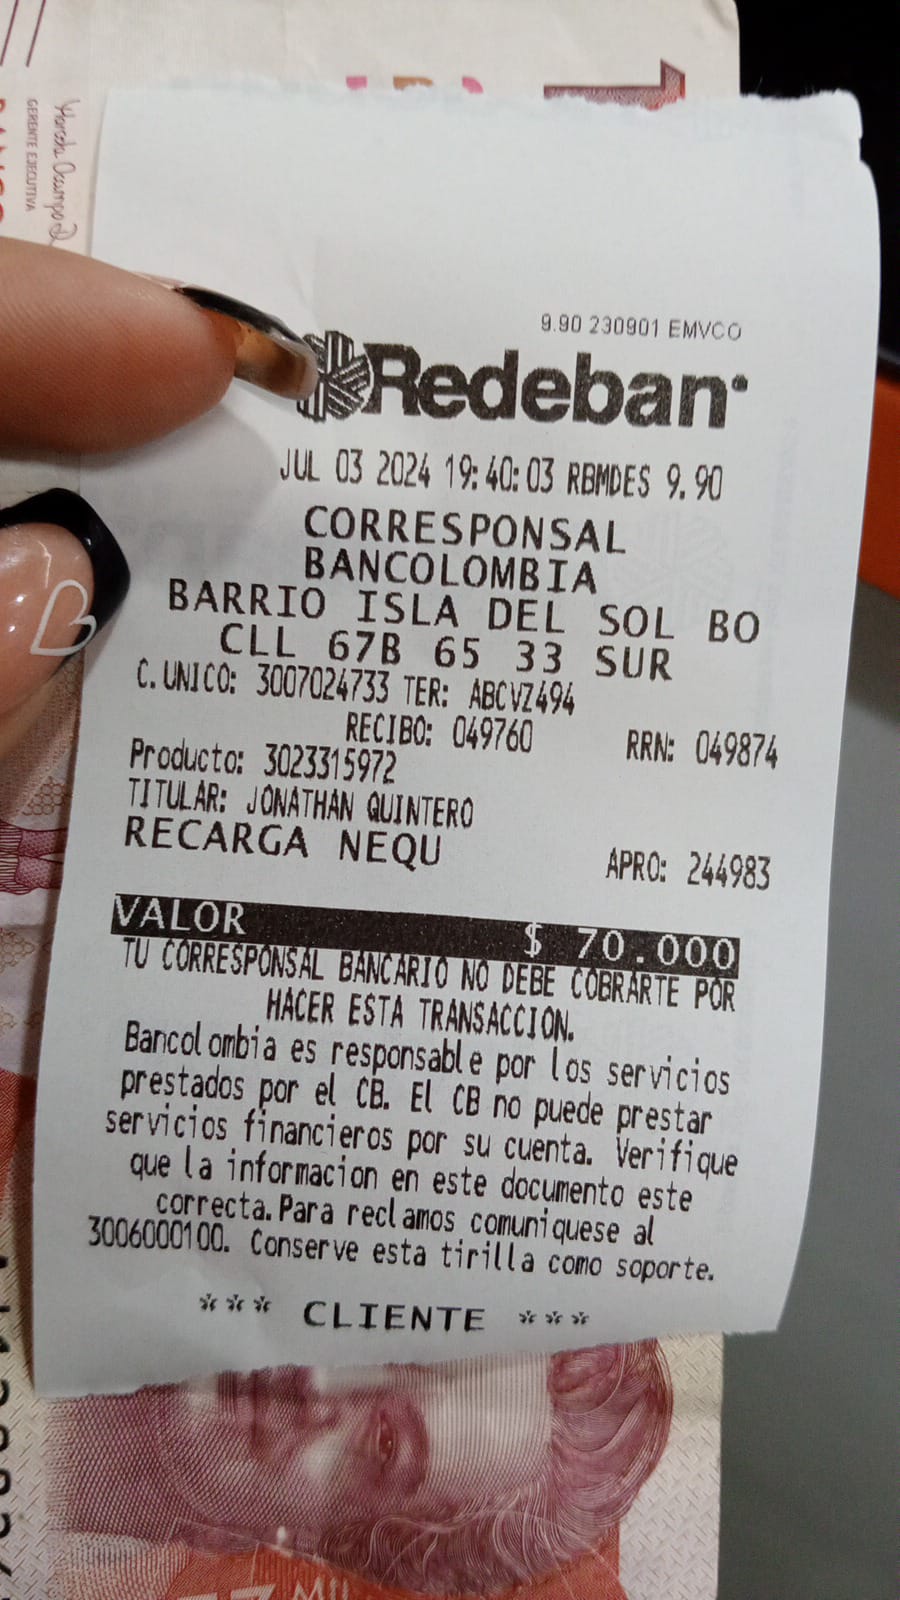 GERENTE EJECUTIVA
9.90 230901 EMVCO
Redeban
JUL 03 2024 19:40:03 RBMDES 9.90
CORRESPONSAL
BANCOLOMBIA
BARRIO ISLA DEL SOL BO
CLL 67B 65 33 SUR
C.UNICO: 3007024733 TER: ABCVZ494
RECIBO: 049760 RRN: 049874
Producto: 3023315972
TITULAR: JONATHAN QUINTERO
RECARGA NEQU APRO: 244983
VALOR $ 70.000
TU CORRESPONSAL BANCARIO NO DEBE COBRARTE POR
HACER ESTA TRANSACCION.
Bancolombia es responsable por los servicios
prestados por el CB. El CB no puede prestar
servicios financieros por su cuenta. Verifique
que la informacion en este documento este
correcta.Para reclamos comuniquese al
3006000100. Conserve esta tirilla como soporte.
*** CLIENTE ***
MIL